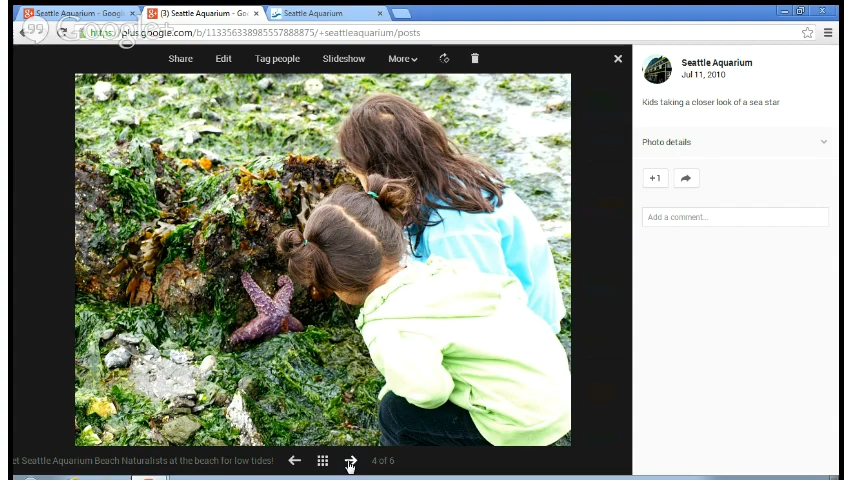 Seattle Aquarium - Googl
(3) Seattle Aquarium - Goo
Seattle Aquarium
Google+
https://plus.google.com/b/113356338985557888875/+seattleaquarium/posts
Share Edit Tag people Slideshow More
Seattle Aquarium
Jul 11, 2010
Kids taking a closer look of a sea star
Photo details
+1
Add a comment...
et Seattle Aquarium Beach Naturalists at the beach for low tides!
4 of 6